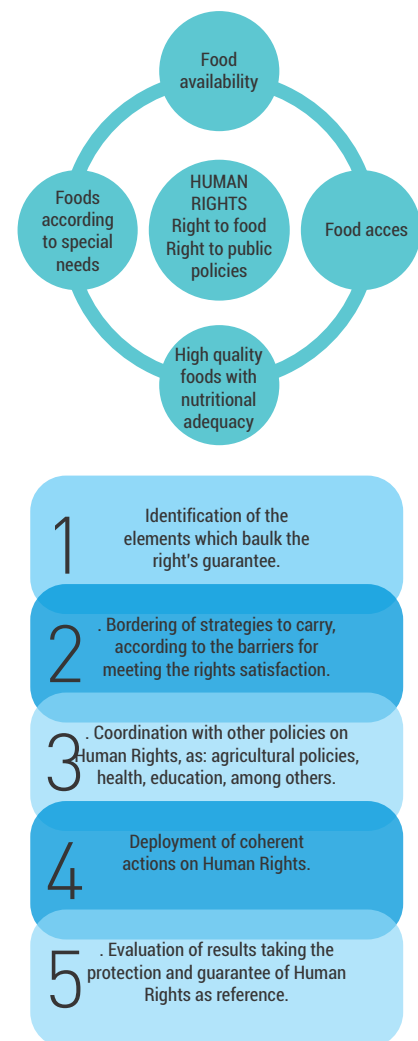 Food
availability
Foods
according
to special
needs
HUMAN
RIGHTS
Right to food
Right to public
policies
Food acces
High quality
foods with
nutritional
adequacy
1
Identification of the
elements which baulk the
right's guarantee.
2
. Bordering of strategies to carry,
according to the barriers for
meeting the rights satisfaction.
3
. Coordination with other policies on
Human Rights, as: agricultural policies,
health, education, among others.
4
Deployment of coherent
actions on Human Rights.
5
. Evaluation of results taking the
protection and guarantee of Human
Rights as reference.